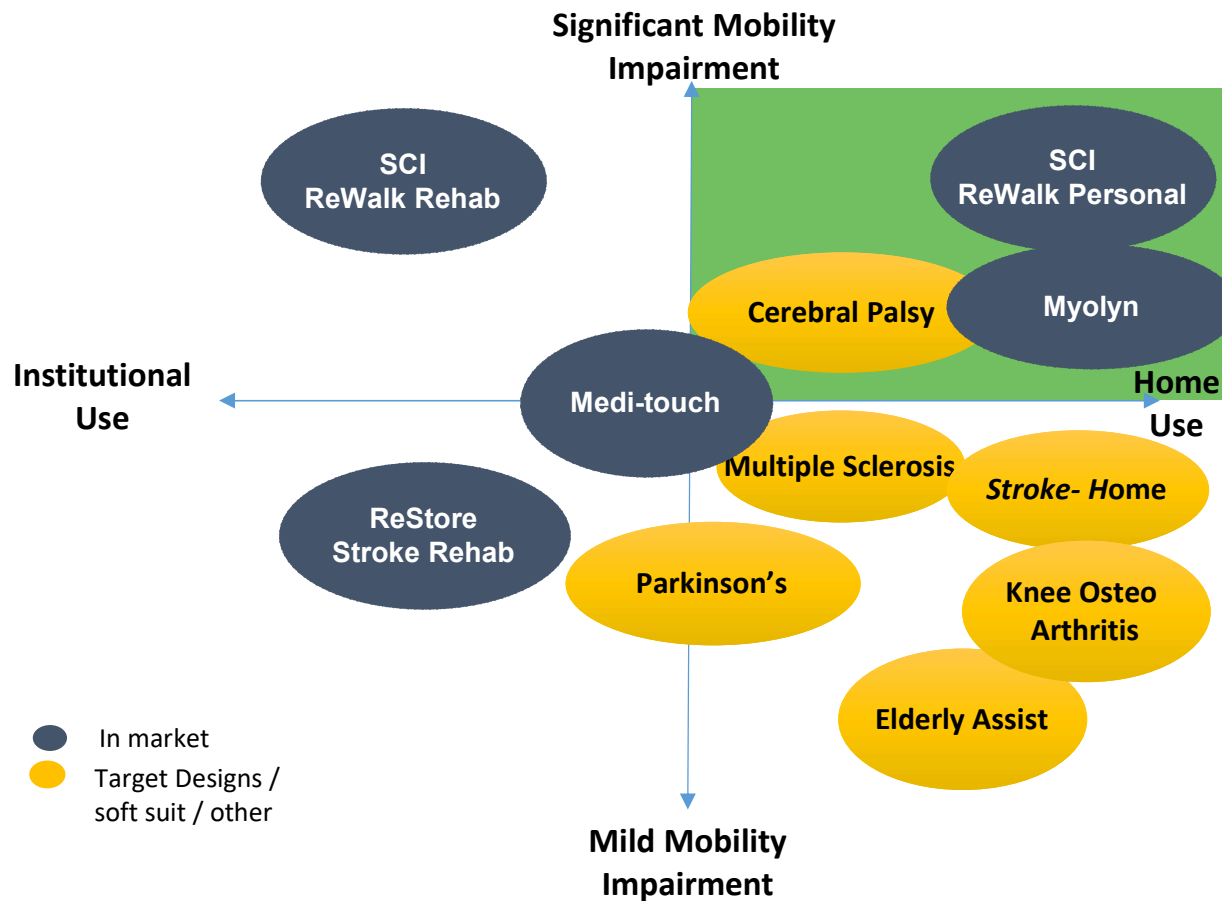 Significant Mobility
Impairment
SCI
ReWalk Rehab
SCI
ReWalk Personal
Cerebral Palsy
Myolyn
Institutional
Use
Medi-touch
Home
Use
Multiple Sclerosis
Stroke- Home
ReStore
Stroke Rehab
Parkinson’s
Knee Osteo
Arthritis
Elderly Assist
In market
Target Designs /
soft suit / other
Mild Mobility
Impairment